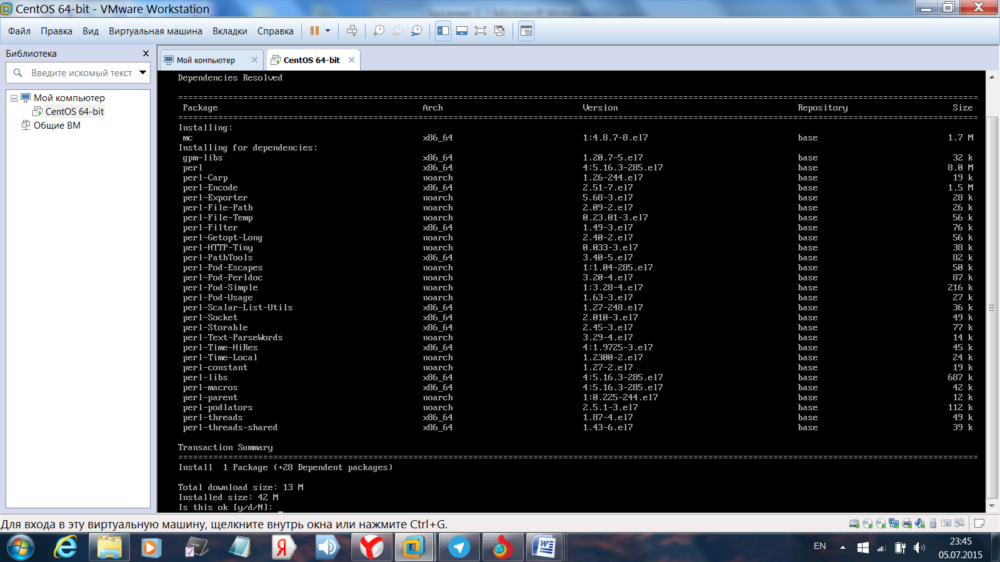 CentOS 64-bit - VMware Workstation
Файл Правка Вид Виртуальная машина Вкладки Справка
Библиотека
Введите искомый текст
Мой компьютер
CentOS 64-bit
Общие ВМ
Мой компьютер CentOS 64-bit
Dependencies Resolved
================================================================================
Package Arch Version Repository Size
================================================================================
Installing:
mc x86_64 1:4.8.7-8.el7 base 1.7 M
Installing for dependencies:
gpm-libs x86_64 1.20.7-5.el7 base 32 k
perl x86_64 4:5.16.3-285.el7 base 8.0 M
perl-Carp noarch 1.26-244.el7 base 19 k
perl-Encode x86_64 2.51-7.el7 base 1.5 M
perl-Exporter noarch 5.68-3.el7 base 28 k
perl-File-Path noarch 2.09-2.el7 base 26 k
perl-File-Temp noarch 0.23.01-3.el7 base 56 k
perl-Filter x86_64 1.49-3.el7 base 76 k
perl-Getopt-Long noarch 2.40-2.el7 base 56 k
perl-HTTP-Tiny noarch 0.033-3.el7 base 38 k
perl-PathTools x86_64 3.40-5.el7 base 82 k
perl-Pod-Escapes noarch 1:1.04-285.el7 base 50 k
perl-Pod-Perldoc noarch 3.20-4.el7 base 87 k
perl-Pod-Simple noarch 1:3.28-4.el7 base 216 k
perl-Pod-Usage noarch 1.63-3.el7 base 27 k
perl-Scalar-List-Utils x86_64 1.27-248.el7 base 36 k
perl-Socket x86_64 2.010-3.el7 base 49 k
perl-Storable x86_64 2.45-3.el7 base 77 k
perl-Text-ParseWords noarch 3.29-4.el7 base 14 k
perl-Time-HiRes x86_64 4:1.9725-3.el7 base 45 k
perl-Time-Local noarch 1.2300-2.el7 base 24 k
perl-constant noarch 1.27-2.el7 base 19 k
perl-libs x86_64 4:5.16.3-285.el7 base 687 k
perl-macros x86_64 4:5.16.3-285.el7 base 42 k
perl-parent noarch 1:0.225-244.el7 base 12 k
perl-podlators noarch 2.5.1-3.el7 base 112 k
perl-threads x86_64 1.87-4.el7 base 49 k
perl-threads-shared x86_64 1.43-6.el7 base 39 k
Transaction Summary
================================================================================
Install 1 Package (+28 Dependent packages)
Total download size: 13 M
Installed size: 42 M
Is this ok [y/d/N]: _
Для входа в эту виртуальную машину, щелкните внутрь окна или нажмите Ctrl+G.
EN 23:45
05.07.2015